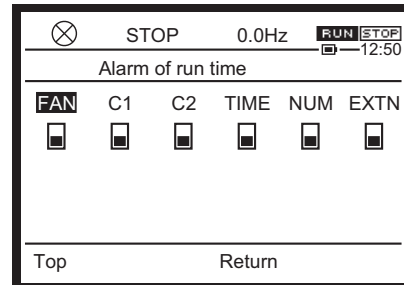 STOP 0.0Hz RUN STOP
12:50
Alarm of run time
FAN C1 C2 TIME NUM EXTN
Top Return